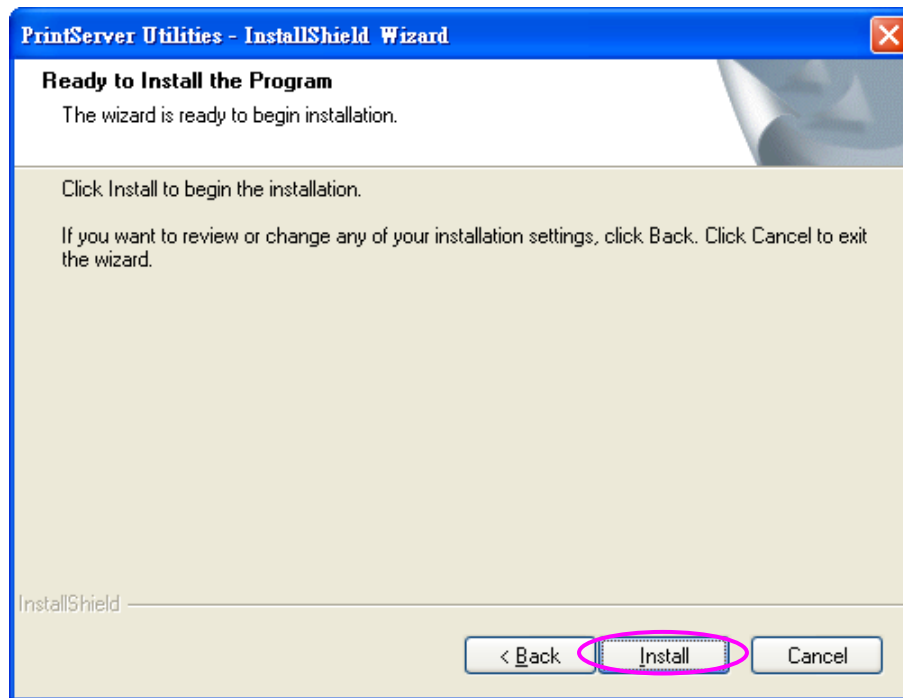 PrintServer Utilities - InstallShield Wizard
Ready to Install the Program
The wizard is ready to begin installation.
Click Install to begin the installation.
If you want to review or change any of your installation settings, click Back. Click Cancel to exit
the wizard.
InstallShield
< Back Install Cancel